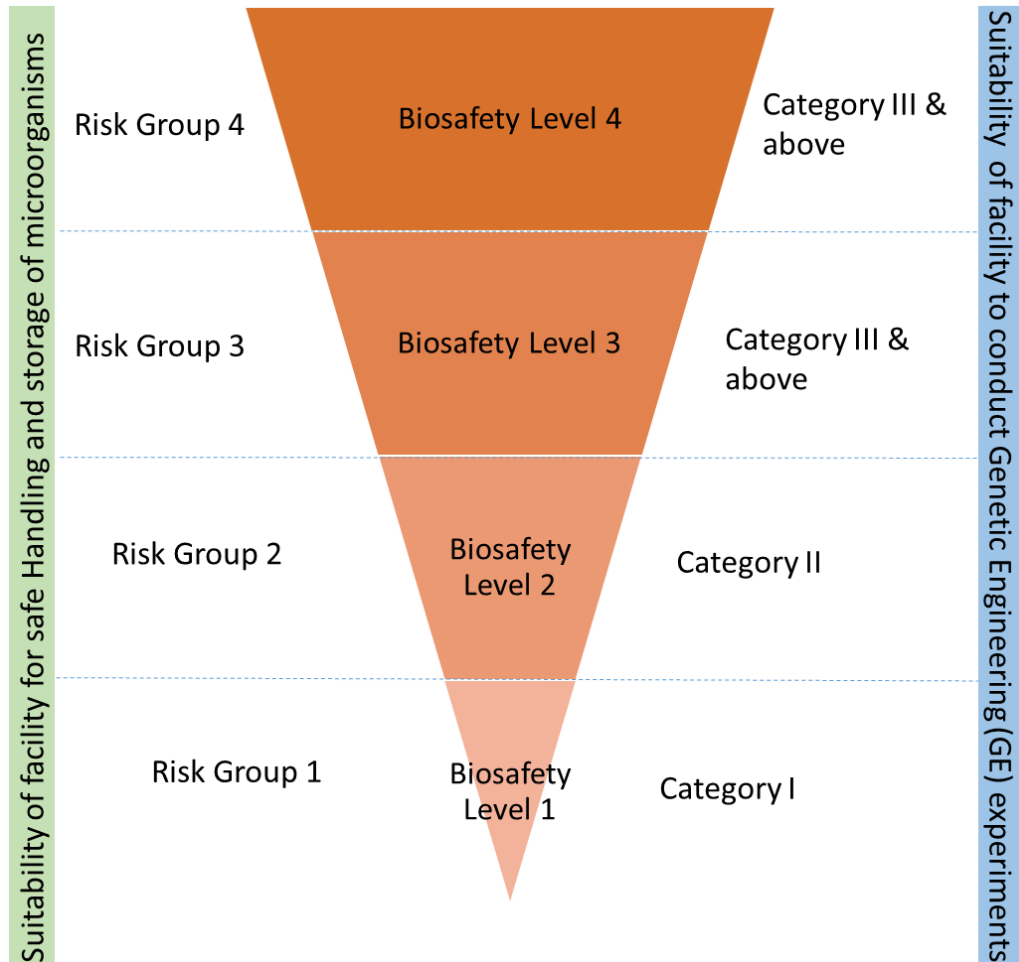 Suitability of facility for safe Handling and storage of microorganisms
Risk Group 4
Biosafety Level 4
Category III &
above
Risk Group 3
Biosafety Level 3
Category III &
above
Risk Group 2
Biosafety
Level 2
Category II
Risk Group 1
Biosafety
Level 1
Category I
Suitability of facility to conduct Genetic Engineering (GE) experiments